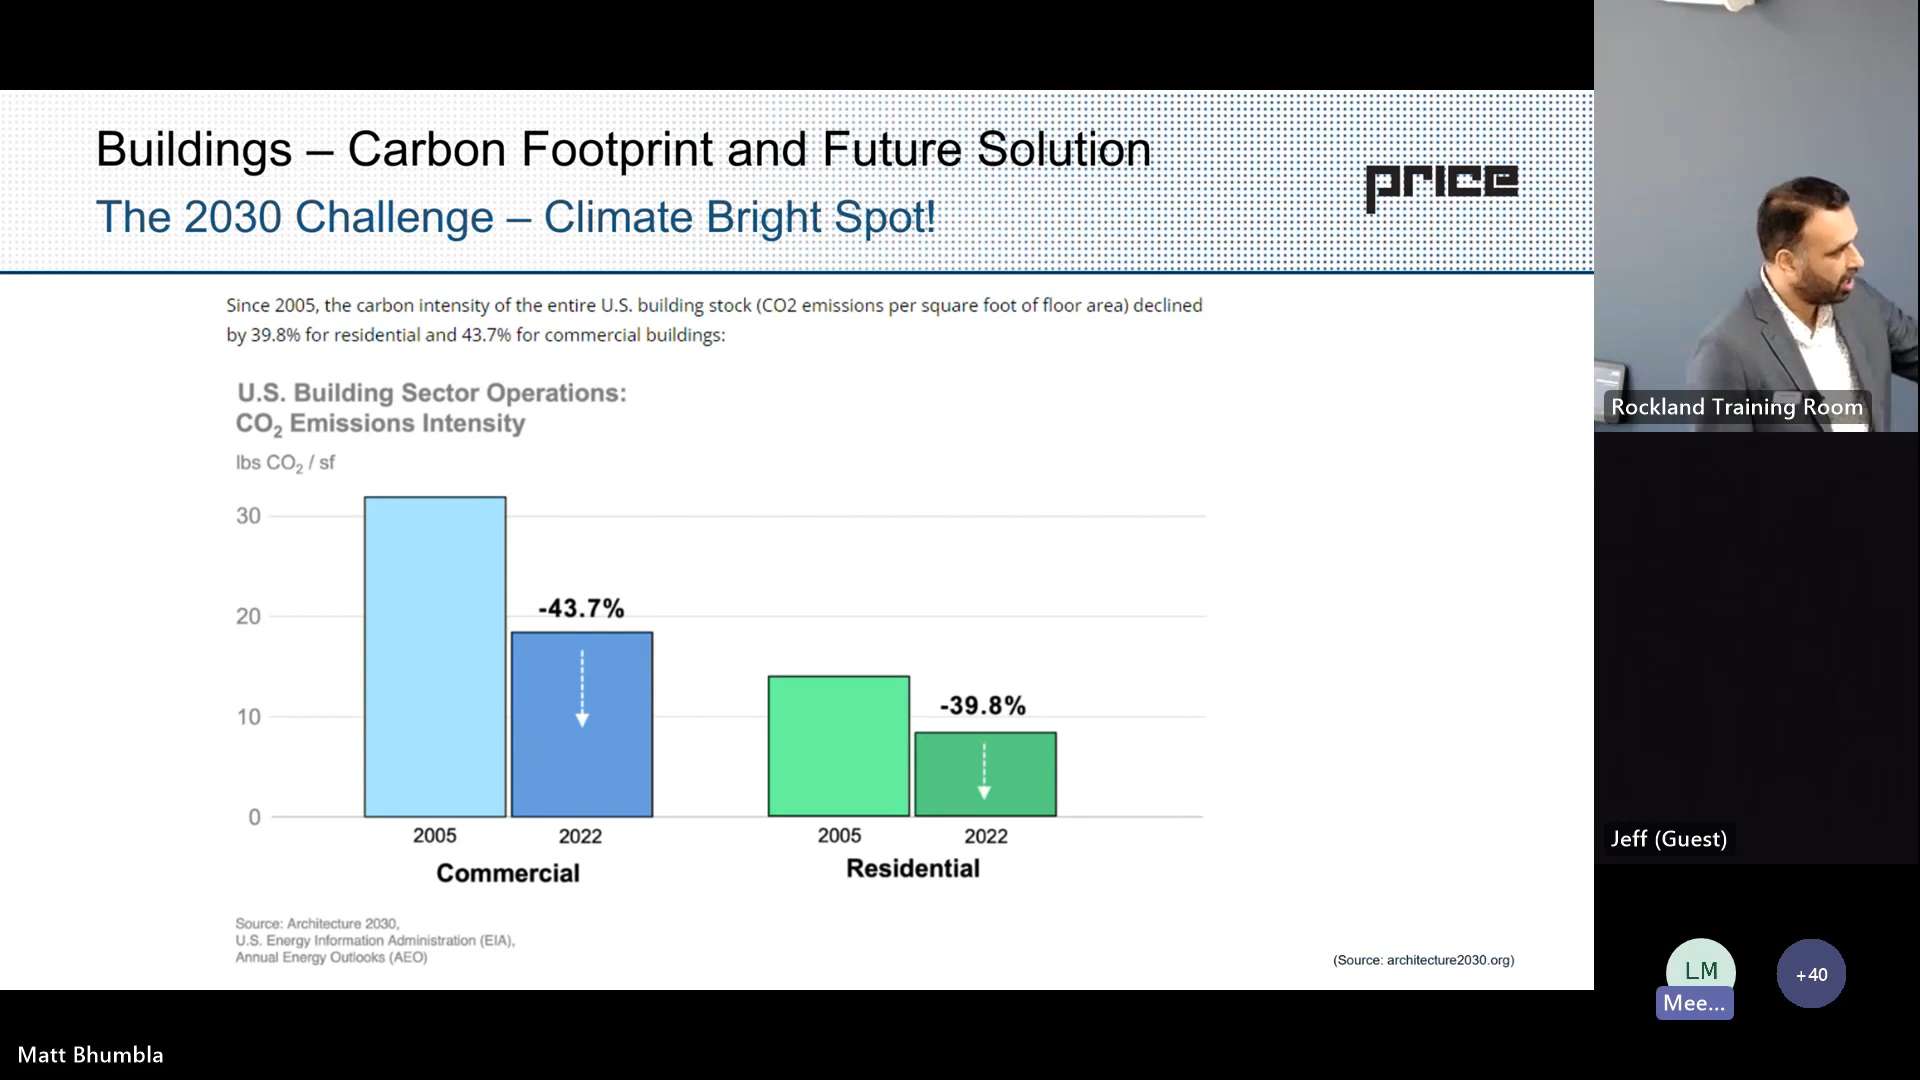 Buildings – Carbon Footprint and Future Solution
The 2030 Challenge – Climate Bright Spot!
price
Since 2005, the carbon intensity of the entire U.S. building stock (CO2 emissions per square foot of floor area) declined
by 39.8% for residential and 43.7% for commercial buildings:
U.S. Building Sector Operations:
CO₂ Emissions Intensity
lbs CO₂ / sf
30
20
10
0
-43.7%
-39.8%
2005
2022
2005
2022
Commercial
Residential
Source: Architecture 2030,
U.S. Energy Information Administration (EIA),
Annual Energy Outlooks (AEO)
(Source: architecture2030.org)
Rockland Training Room
Jeff (Guest)
LM
Mee...
+40
Matt Bhumbla